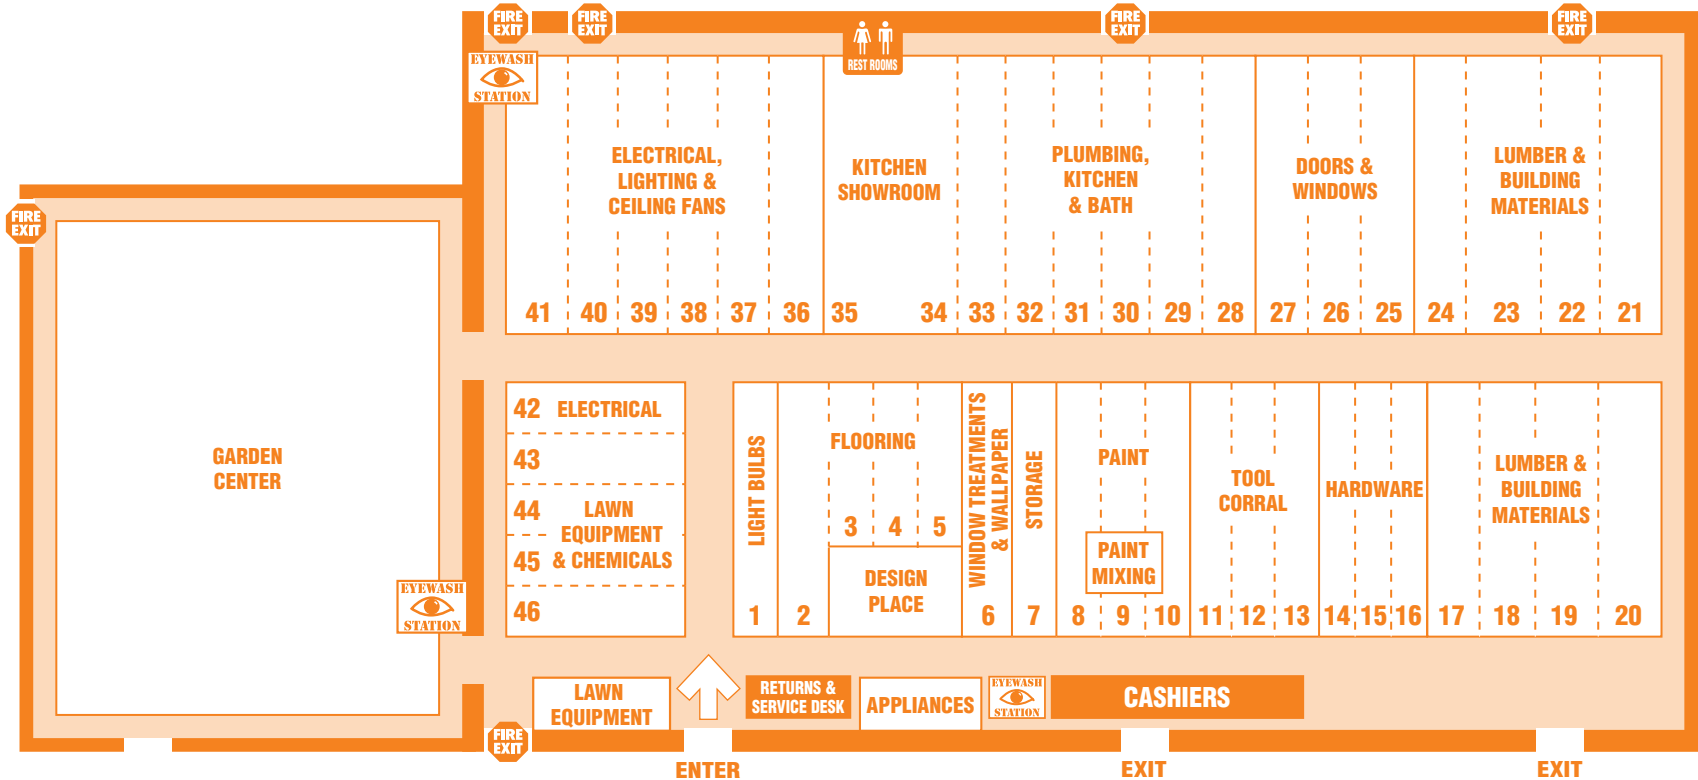 FIRE
EXIT
FIRE
EXIT
REST ROOMS
FIRE
EXIT
FIRE
EXIT
EYEWASH
STATION
ELECTRICAL,
LIGHTING &
CEILING FANS
KITCHEN
SHOWROOM
PLUMBING,
KITCHEN
& BATH
DOORS &
WINDOWS
LUMBER &
BUILDING
MATERIALS
41 40 39 38 37 36 35 34 33 32 31 30 29 28 27 26 25 24 23 22 21
FIRE
EXIT
GARDEN
CENTER
42 ELECTRICAL
43
44 LAWN
EQUIPMENT
45 & CHEMICALS
46
EYEWASH
STATION
LIGHT BULBS
FLOORING
3 4 5
DESIGN
PLACE
WINDOW TREATMENTS
& WALLPAPER
STORAGE
PAINT
PAINT
MIXING
TOOL
CORRAL
HARDWARE
LUMBER &
BUILDING
MATERIALS
1 2 6 7 8 9 10 11 12 13 14 15 16 17 18 19 20
LAWN
EQUIPMENT
RETURNS &
SERVICE DESK
APPLIANCES
EYEWASH
STATION
CASHIERS
FIRE
EXIT
ENTER
EXIT
EXIT